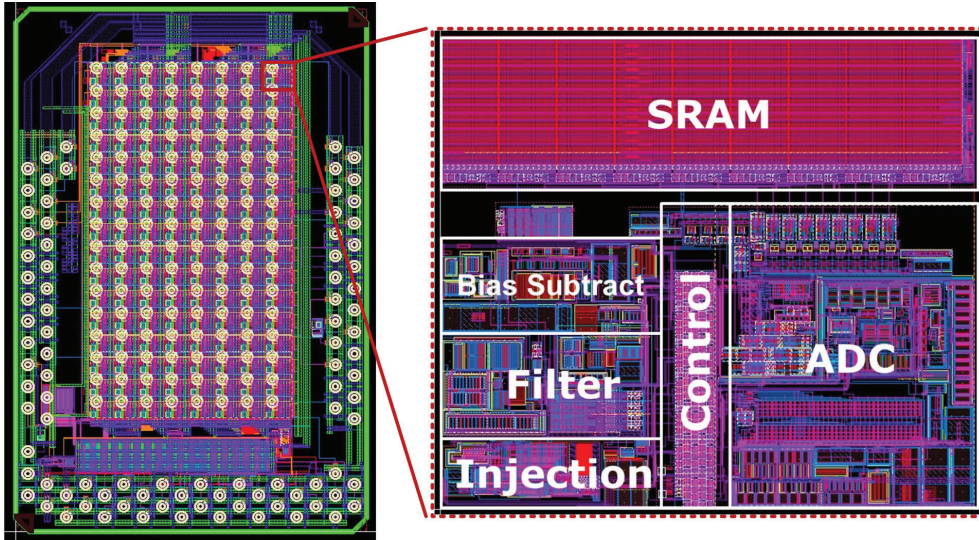 SRAM
Bias Subtract
Filter
Injection
Control
ADC